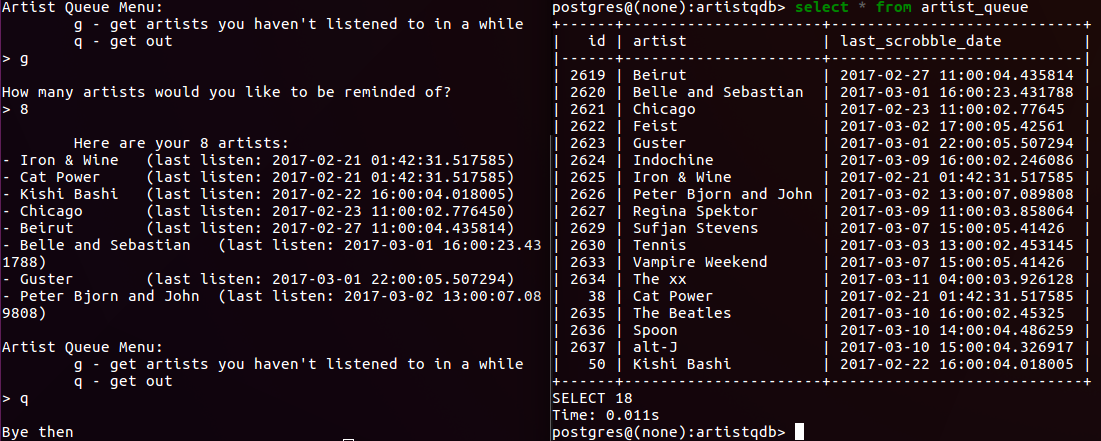 Artist Queue Menu:
        g - get artists you haven't listened to in a while
        q - get out
> g

How many artists would you like to be reminded of?
> 8

        Here are your 8 artists:
- Iron & Wine   (last listen: 2017-02-21 01:42:31.517585)
- Cat Power     (last listen: 2017-02-21 01:42:31.517585)
- Kishi Bashi   (last listen: 2017-02-22 16:00:04.018005)
- Chicago       (last listen: 2017-02-23 11:00:02.776450)
- Beirut        (last listen: 2017-02-27 11:00:04.435814)
- Belle and Sebastian   (last listen: 2017-03-01 16:00:23.43
1788)
- Guster        (last listen: 2017-03-01 22:00:05.507294)
- Peter Bjorn and John  (last listen: 2017-03-02 13:00:07.08
9808)

Artist Queue Menu:
        g - get artists you haven't listened to in a while
        q - get out
> q

Bye then
postgres@(none):artistqdb> select * from artist_queue
+------+----------------------+----------------------------+
|   id | artist               | last_scrobble_date         |
|------+----------------------+----------------------------|
| 2619 | Beirut               | 2017-02-27 11:00:04.435814 |
| 2620 | Belle and Sebastian  | 2017-03-01 16:00:23.431788 |
| 2621 | Chicago              | 2017-02-23 11:00:02.77645  |
| 2622 | Feist                | 2017-03-02 17:00:05.42561  |
| 2623 | Guster               | 2017-03-01 22:00:05.507294 |
| 2624 | Indochine            | 2017-03-09 16:00:02.246086 |
| 2625 | Iron & Wine          | 2017-02-21 01:42:31.517585 |
| 2626 | Peter Bjorn and John | 2017-03-02 13:00:07.089808 |
| 2627 | Regina Spektor       | 2017-03-09 11:00:03.858064 |
| 2629 | Sufjan Stevens       | 2017-03-07 15:00:05.41426  |
| 2630 | Tennis               | 2017-03-03 13:00:02.453145 |
| 2633 | Vampire Weekend      | 2017-03-07 15:00:05.41426  |
| 2634 | The xx               | 2017-03-11 04:00:03.926128 |
|   38 | Cat Power            | 2017-02-21 01:42:31.517585 |
| 2635 | The Beatles          | 2017-03-10 16:00:02.45325  |
| 2636 | Spoon                | 2017-03-10 14:00:04.486259 |
| 2637 | alt-J                | 2017-03-10 15:00:04.326917 |
|   50 | Kishi Bashi          | 2017-02-22 16:00:04.018005 |
+------+----------------------+----------------------------+
SELECT 18
Time: 0.011s
postgres@(none):artistqdb>